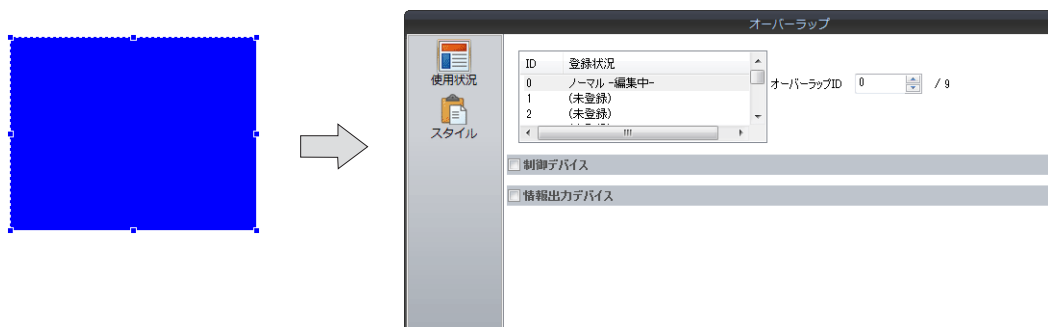 オーバーラップ
使用状況
スタイル
ID 登録状況
0 ノーマル -編集中-
1 (未登録)
2 (未登録)
オーバーラップID 0 / 9
制御デバイス
情報出力デバイス